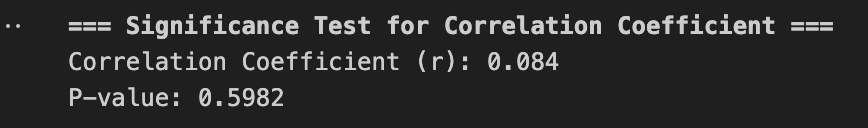 === Significance Test for Correlation Coefficient ===
Correlation Coefficient (r): 0.084
P-value: 0.5982